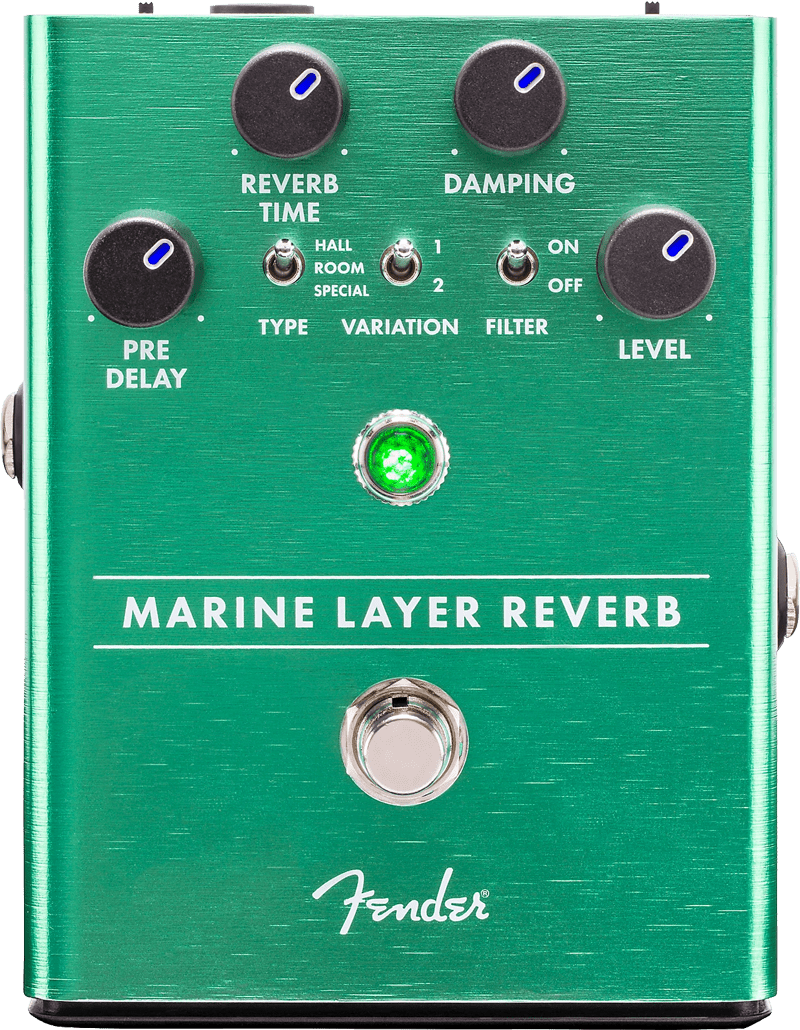 REVERB
TIME
DAMPING
HALL
ROOM
SPECIAL
1
2
ON
OFF
TYPE
VARIATION
FILTER
PRE
DELAY
LEVEL
MARINE LAYER REVERB
Fender®